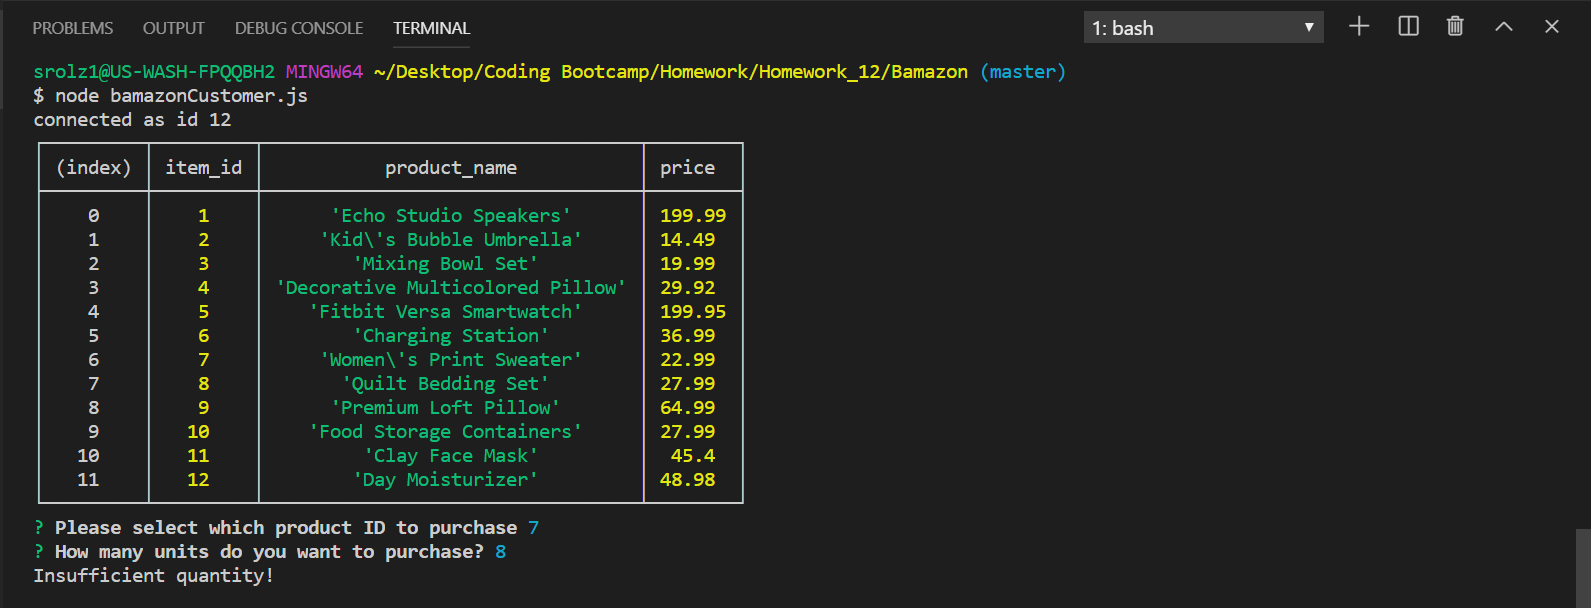 PROBLEMS OUTPUT DEBUG CONSOLE TERMINAL 1: bash
srolz1@US-WASH-FPQQBH2 MINGW64 ~/Desktop/Coding Bootcamp/Homework/Homework_12/Bamazon (master)
$ node bamazonCustomer.js
connected as id 12
(index) item_id product_name price
0 1 'Echo Studio Speakers' 199.99
1 2 'Kid\'s Bubble Umbrella' 14.49
2 3 'Mixing Bowl Set' 19.99
3 4 'Decorative Multicolored Pillow' 29.92
4 5 'Fitbit Versa Smartwatch' 199.95
5 6 'Charging Station' 36.99
6 7 'Women\'s Print Sweater' 22.99
7 8 'Quilt Bedding Set' 27.99
8 9 'Premium Loft Pillow' 64.99
9 10 'Food Storage Containers' 27.99
10 11 'Clay Face Mask' 45.4
11 12 'Day Moisturizer' 48.98
? Please select which product ID to purchase 7
? How many units do you want to purchase? 8
Insufficient quantity!